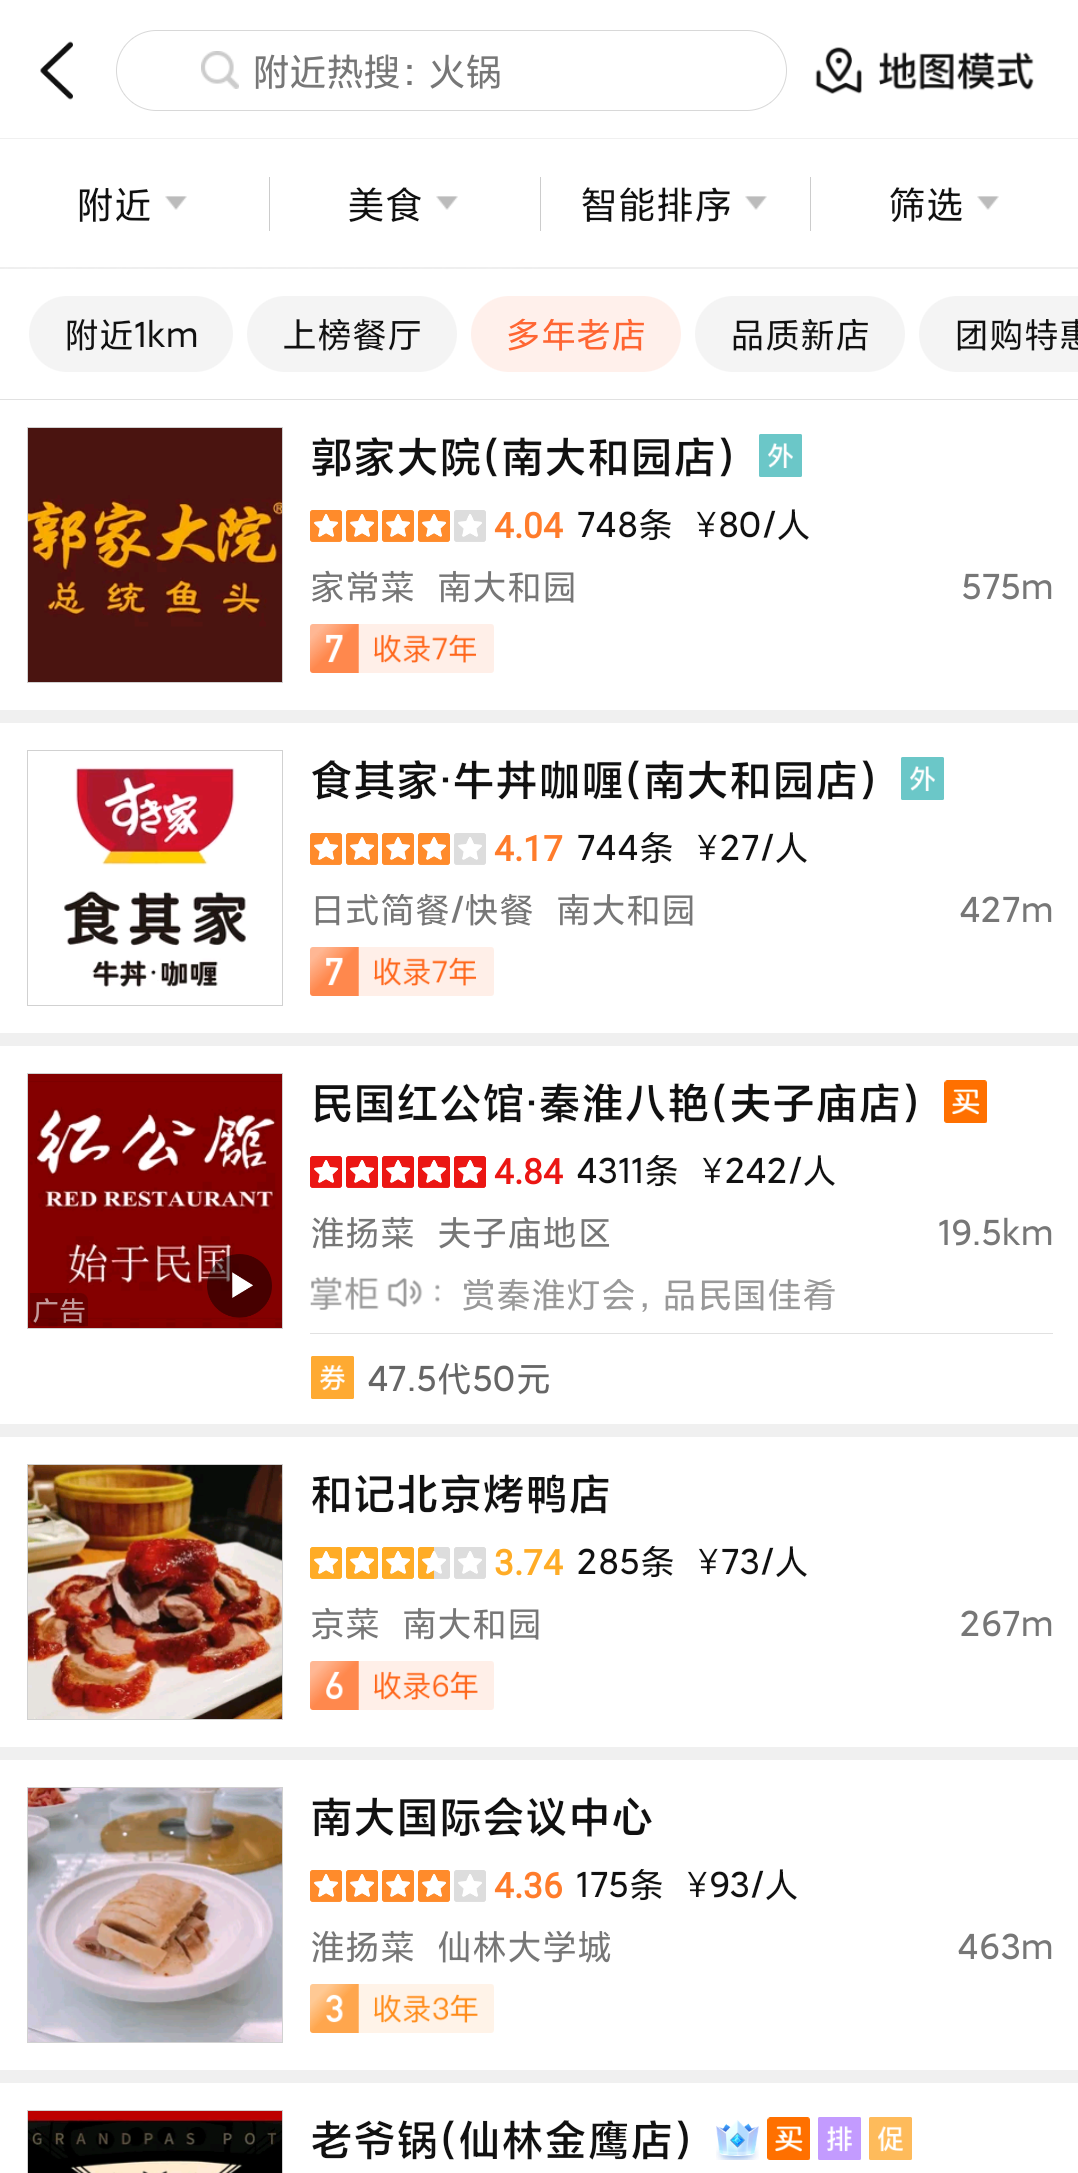 附近热搜：火锅
地图模式
附近
美食
智能排序
筛选
附近1km
上榜餐厅
多年老店
品质新店
团购特惠
郭家大院®
总统鱼头
郭家大院(南大和园店) 外
4.04 748条 ¥80/人
家常菜 南大和园 575m
7 收录7年
すき家
食其家
牛丼·咖喱
食其家·牛丼咖喱(南大和园店) 外
4.17 744条 ¥27/人
日式简餐/快餐 南大和园 427m
7 收录7年
红公馆
RED RESTAURANT
始于民国
广告
民国红公馆·秦淮八艳(夫子庙店) 买
4.84 4311条 ¥242/人
淮扬菜 夫子庙地区 19.5km
掌柜：赏秦淮灯会，品民国佳肴
券 47.5代50元
和记北京烤鸭店
3.74 285条 ¥73/人
京菜 南大和园 267m
6 收录6年
南大国际会议中心
4.36 175条 ¥93/人
淮扬菜 仙林大学城 463m
3 收录3年
GRANDPAS POT
老爷锅(仙林金鹰店) 买 排 促